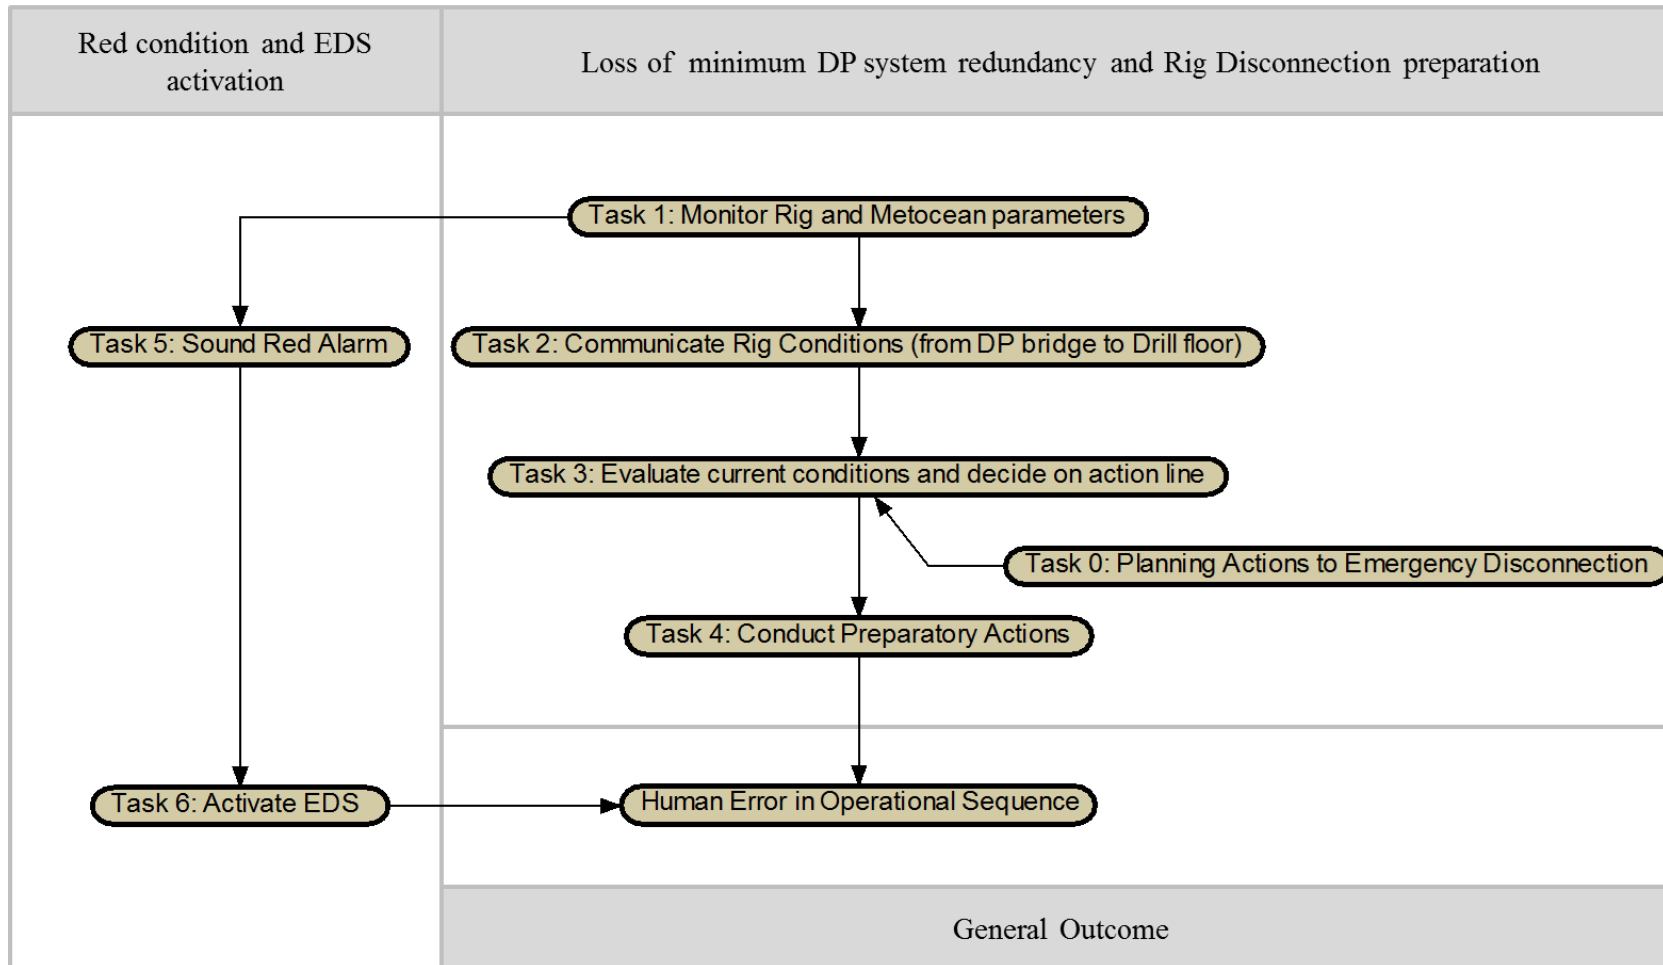 Red condition and EDS
activation
Loss of minimum DP system redundancy and Rig Disconnection preparation
Task 1: Monitor Rig and Metocean parameters
Task 5: Sound Red Alarm
Task 2: Communicate Rig Conditions (from DP bridge to Drill floor)
Task 3: Evaluate current conditions and decide on action line
Task 0: Planning Actions to Emergency Disconnection
Task 4: Conduct Preparatory Actions
Task 6: Activate EDS
Human Error in Operational Sequence
General Outcome